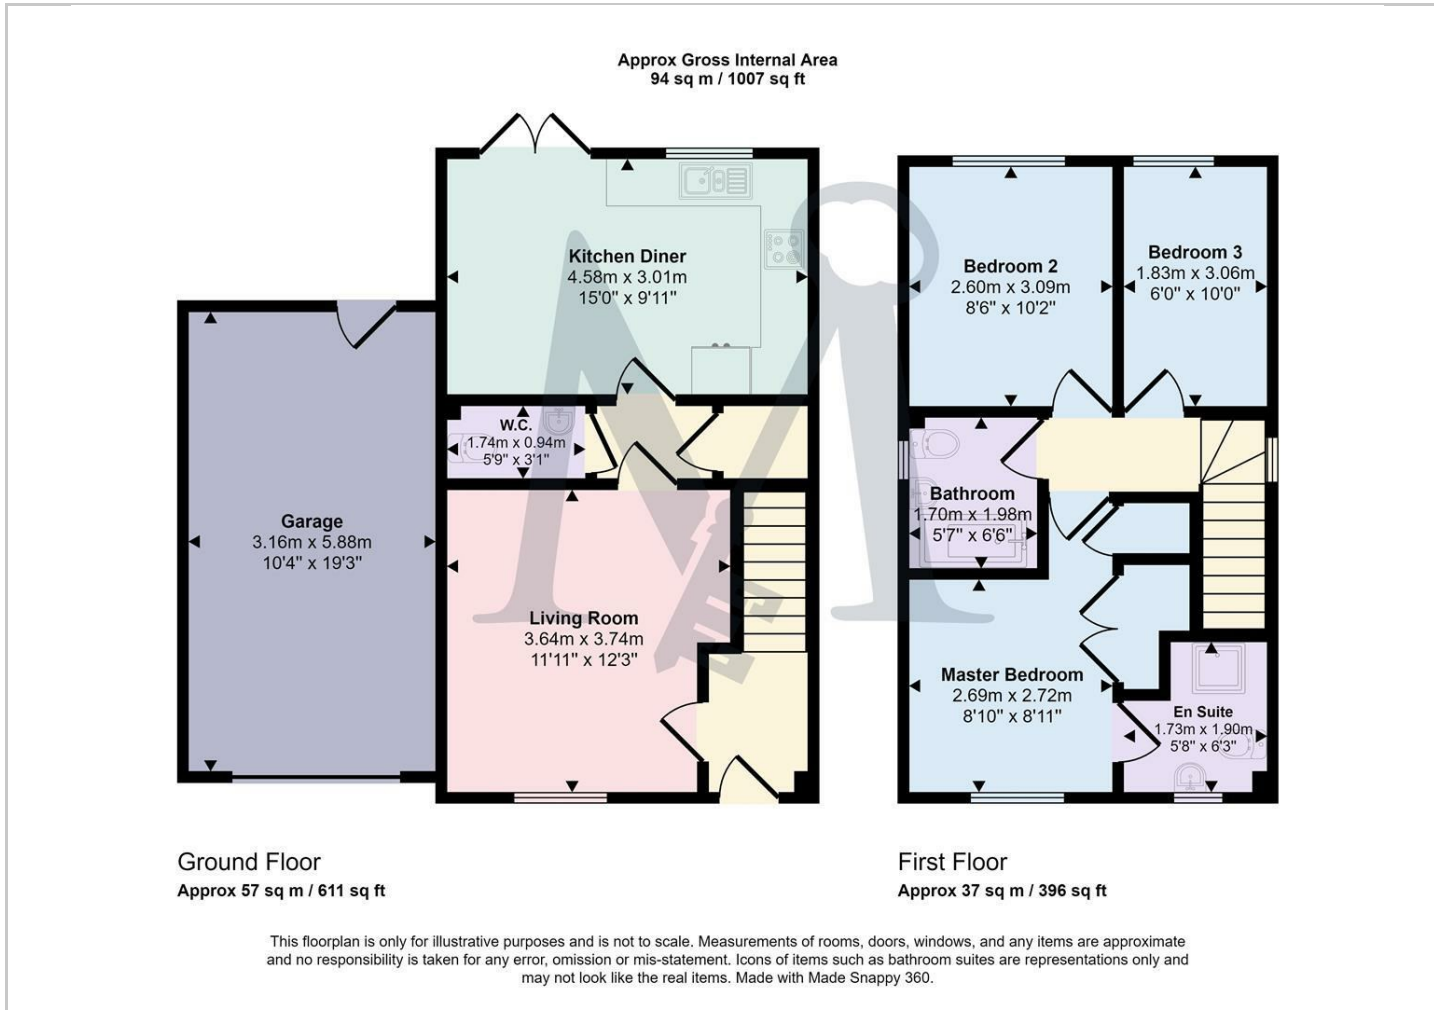 Approx Gross Internal Area
94 sq m / 1007 sq ft
Kitchen Diner
4.58m x 3.01m
15'0" x 9'11"
W.C.
1.74m x 0.94m
5'9" x 3'1"
Garage
3.16m x 5.88m
10'4" x 19'3"
Living Room
3.64m x 3.74m
11'11" x 12'3"
Bedroom 2
2.60m x 3.09m
8'6" x 10'2"
Bedroom 3
1.83m x 3.06m
6'0" x 10'0"
Bathroom
1.70m x 1.98m
5'7" x 6'6"
Master Bedroom
2.69m x 2.72m
8'10" x 8'11"
En Suite
1.73m x 1.90m
5'8" x 6'3"
Ground Floor
Approx 57 sq m / 611 sq ft
First Floor
Approx 37 sq m / 396 sq ft
This floorplan is only for illustrative purposes and is not to scale. Measurements of rooms, doors, windows, and any items are approximate
and no responsibility is taken for any error, omission or mis-statement. Icons of items such as bathroom suites are representations only and
may not look like the real items. Made with Made Snappy 360.